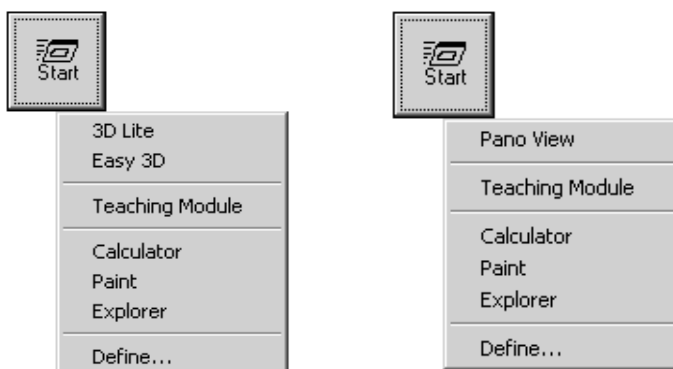 Start
3D Lite
Easy 3D
Teaching Module
Calculator
Paint
Explorer
Define...
Start
Pano View
Teaching Module
Calculator
Paint
Explorer
Define...